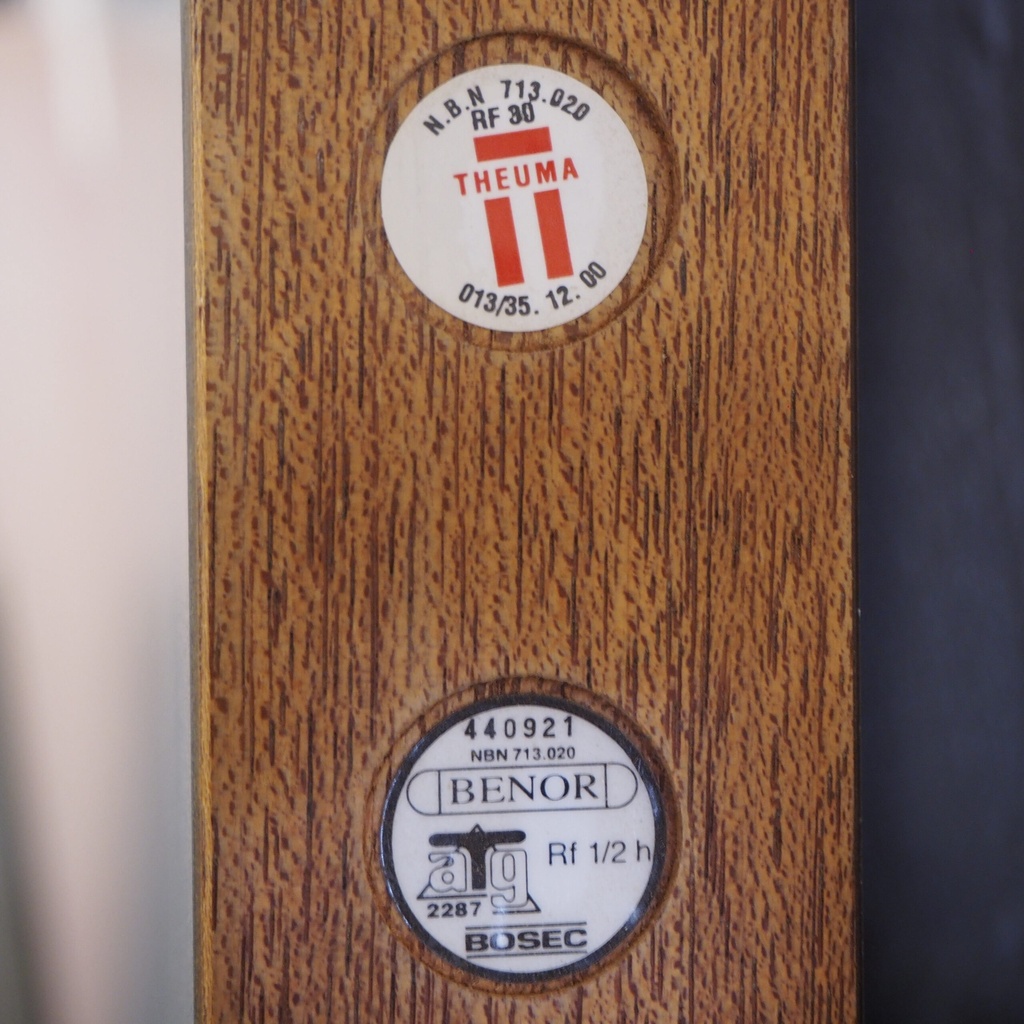 N.B.N 713.020
RF 30
THEUMA
013/35. 12. 00
440921
NBN 713.020
BENOR
aTg
Rf 1/2 h
2287
BOSEC